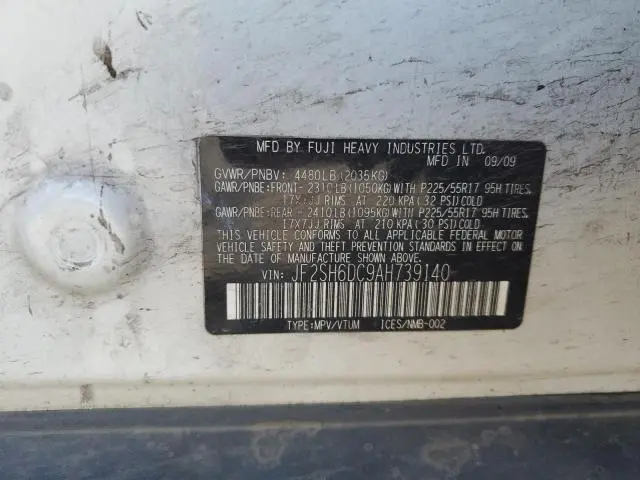 MFD BY FUJI HEAVY INDUSTRIES LTD.
MFD IN 09/09
GVWR/PNBV: 4480LB(2035KG)
GAWR/PNBE:FRONT- 2310LB(1050KG)WITH P225/55R17 95H TIRES,
17X7JJ RIMS, AT 220 KPA (32 PSI)COLD
GAWR/PNBE:REAR - 2410LB(1095KG)WITH P225/55R17 95H TIRES,
17X7JJ RIMS, AT 210 KPA (30 PSI)COLD
THIS VEHICLE CONFORMS TO ALL APPLICABLE FEDERAL MOTOR
VEHICLE SAFETY AND THEFT PREVENTION STANDARDS IN EFFECT ON
THE DATE OF MANUFACTURE SHOWN ABOVE.
VIN: JF2SH6DC9AH739140
TYPE:MPV/VTUM ICES/NMB-002